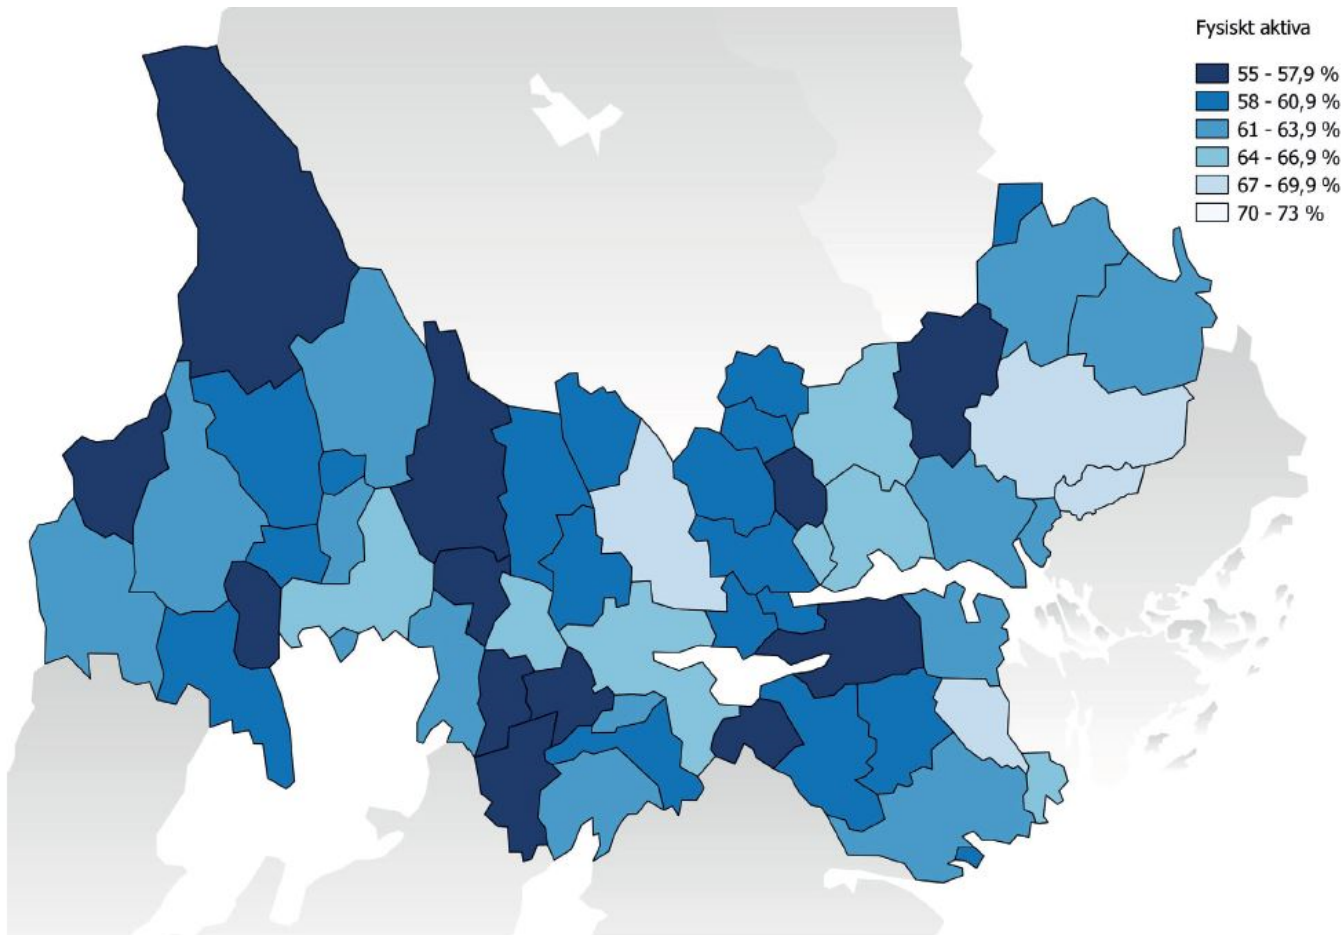 Fysiskt aktiva
55 - 57,9 %
58 - 60,9 %
61 - 63,9 %
64 - 66,9 %
67 - 69,9 %
70 - 73 %